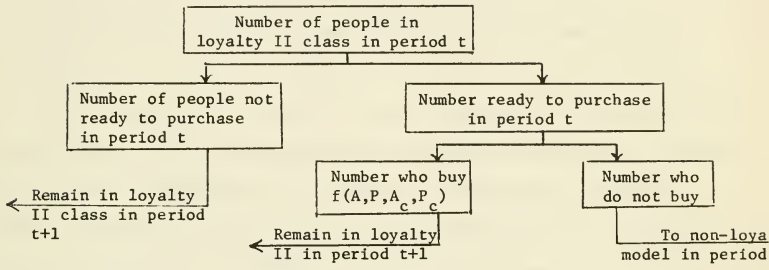 Number of people in
loyalty II class in period t
Number of people not
ready to purchase
in period t
Number ready to purchase
in period t
Number who buy
f(A,P,A_c,P_c)
Number who
do not buy
Remain in loyalty
II class in period
t+1
Remain in loyalty
II in period t+1
To non-loya
model in period